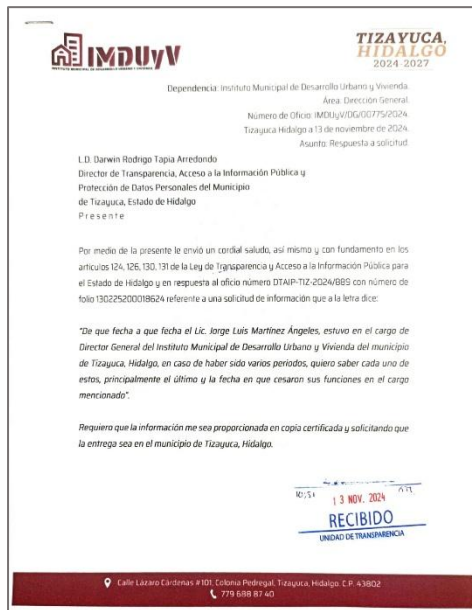 IMDUyV
INSTITUTO MUNICIPAL DE DESARROLLO URBANO Y VIVIENDA
TIZAYUCA,
HIDALGO
2024-2027
Dependencia: Instituto Municipal de Desarrollo Urbano y Vivienda.
Área: Dirección General.
Número de Oficio: IMDUyV/DG/00775/2024.
Tizayuca Hidalgo a 13 de noviembre de 2024.
Asunto: Respuesta a solicitud.
L.D. Darwin Rodrigo Tapia Arredondo
Director de Transparencia, Acceso a la Información Pública y
Protección de Datos Personales del Municipio
de Tizayuca, Estado de Hidalgo
Presente
Por medio de la presente le envió un cordial saludo, así mismo y con fundamento en los
artículos 124, 126, 130, 131 de la Ley de Transparencia y Acceso a la Información Pública para
el Estado de Hidalgo y en respuesta al oficio número DTAIP-TIZ-2024/889 con número de
folio 130225200018624 referente a una solicitud de información que a la letra dice:
"De que fecha a que fecha el Lic. Jorge Luis Martínez Ángeles, estuvo en el cargo de
Director General del Instituto Municipal de Desarrollo Urbano y Vivienda del municipio
de Tizayuca, Hidalgo, en caso de haber sido varios periodos, quiero saber cada uno de
estos, principalmente el último y la fecha en que cesaron sus funciones en el cargo
mencionado".
Requiero que la información me sea proporcionada en copia certificada y solicitando que
la entrega sea en el municipio de Tizayuca, Hidalgo.
10:51
13 NOV. 2024
RECIBIDO
UNIDAD DE TRANSPARENCIA
Calle Lázaro Cárdenas #101, Colonia Pedregal, Tizayuca, Hidalgo. C.P. 43802
779 688 87 40